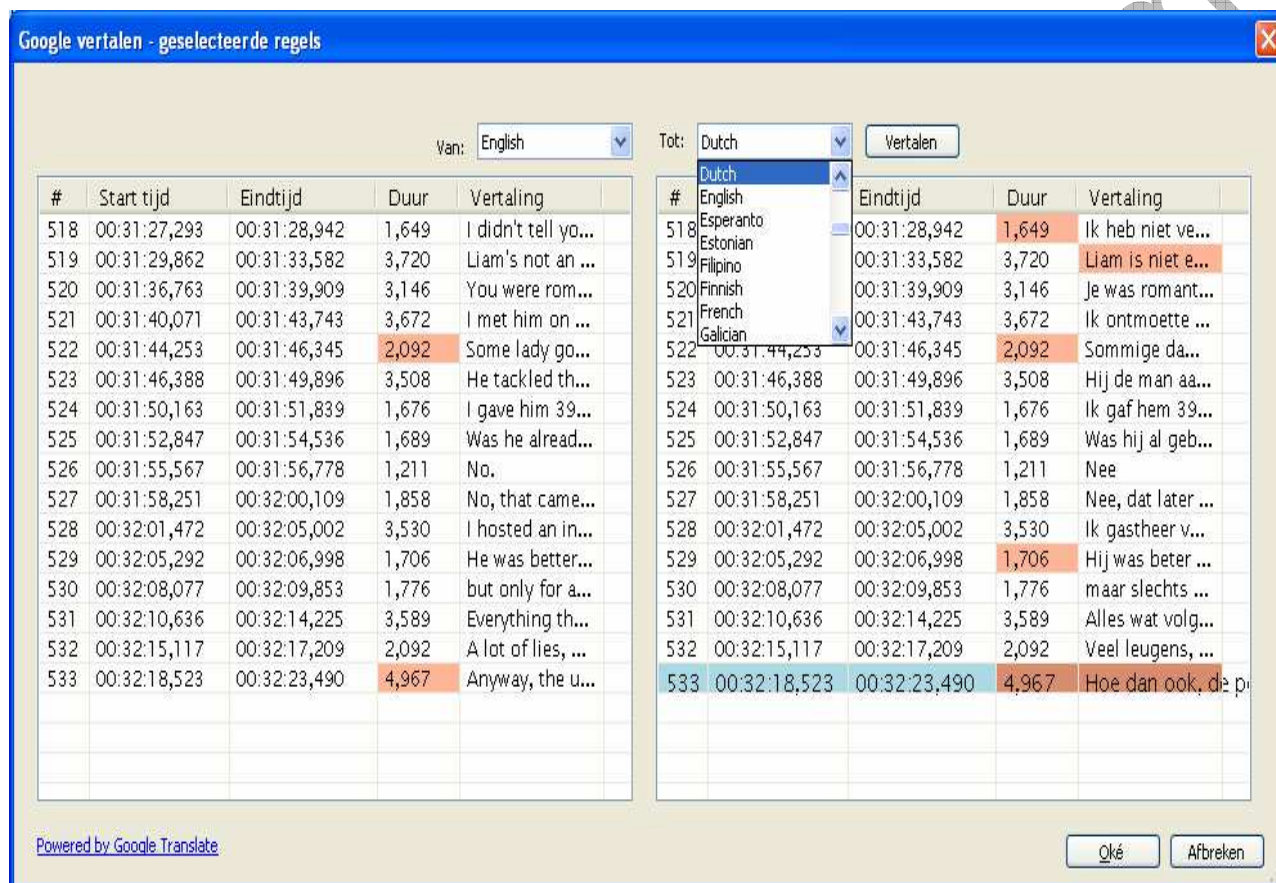 Google vertalen - geselecteerde regels
Van: English Tot: Dutch Vertalen
Dutch
English
Esperanto
Estonian
Filipino
Finnish
French
Galician
# Start tijd Eindtijd Duur Vertaling
518 00:31:27,293 00:31:28,942 1,649 I didn't tell yo...
519 00:31:29,862 00:31:33,582 3,720 Liam's not an ...
520 00:31:36,763 00:31:39,909 3,146 You were rom...
521 00:31:40,071 00:31:43,743 3,672 I met him on ...
522 00:31:44,253 00:31:46,345 2,092 Some lady go...
523 00:31:46,388 00:31:49,896 3,508 He tackled th...
524 00:31:50,163 00:31:51,839 1,676 I gave him 39...
525 00:31:52,847 00:31:54,536 1,689 Was he alread...
526 00:31:55,567 00:31:56,778 1,211 No.
527 00:31:58,251 00:32:00,109 1,858 No, that came...
528 00:32:01,472 00:32:05,002 3,530 I hosted an in...
529 00:32:05,292 00:32:06,998 1,706 He was better...
530 00:32:08,077 00:32:09,853 1,776 but only for a...
531 00:32:10,636 00:32:14,225 3,589 Everything th...
532 00:32:15,117 00:32:17,209 2,092 A lot of lies, ...
533 00:32:18,523 00:32:23,490 4,967 Anyway, the u...
# Eindtijd Duur Vertaling
518 00:31:28,942 1,649 Ik heb niet ve...
519 00:31:33,582 3,720 Liam is niet e...
520 00:31:39,909 3,146 Je was romant...
521 00:31:43,743 3,672 Ik ontmoette ...
522 00:31:44,253 00:31:46,345 2,092 Sommige da...
523 00:31:46,388 00:31:49,896 3,508 Hij de man aa...
524 00:31:50,163 00:31:51,839 1,676 Ik gaf hem 39...
525 00:31:52,847 00:31:54,536 1,689 Was hij al geb...
526 00:31:55,567 00:31:56,778 1,211 Nee
527 00:31:58,251 00:32:00,109 1,858 Nee, dat later ...
528 00:32:01,472 00:32:05,002 3,530 Ik gastheer v...
529 00:32:05,292 00:32:06,998 1,706 Hij was beter ...
530 00:32:08,077 00:32:09,853 1,776 maar slechts ...
531 00:32:10,636 00:32:14,225 3,589 Alles wat volg...
532 00:32:15,117 00:32:17,209 2,092 Veel leugens, ...
533 00:32:18,523 00:32:23,490 4,967 Hoe dan ook, de
Powered by Google Translate Oké Afbreken